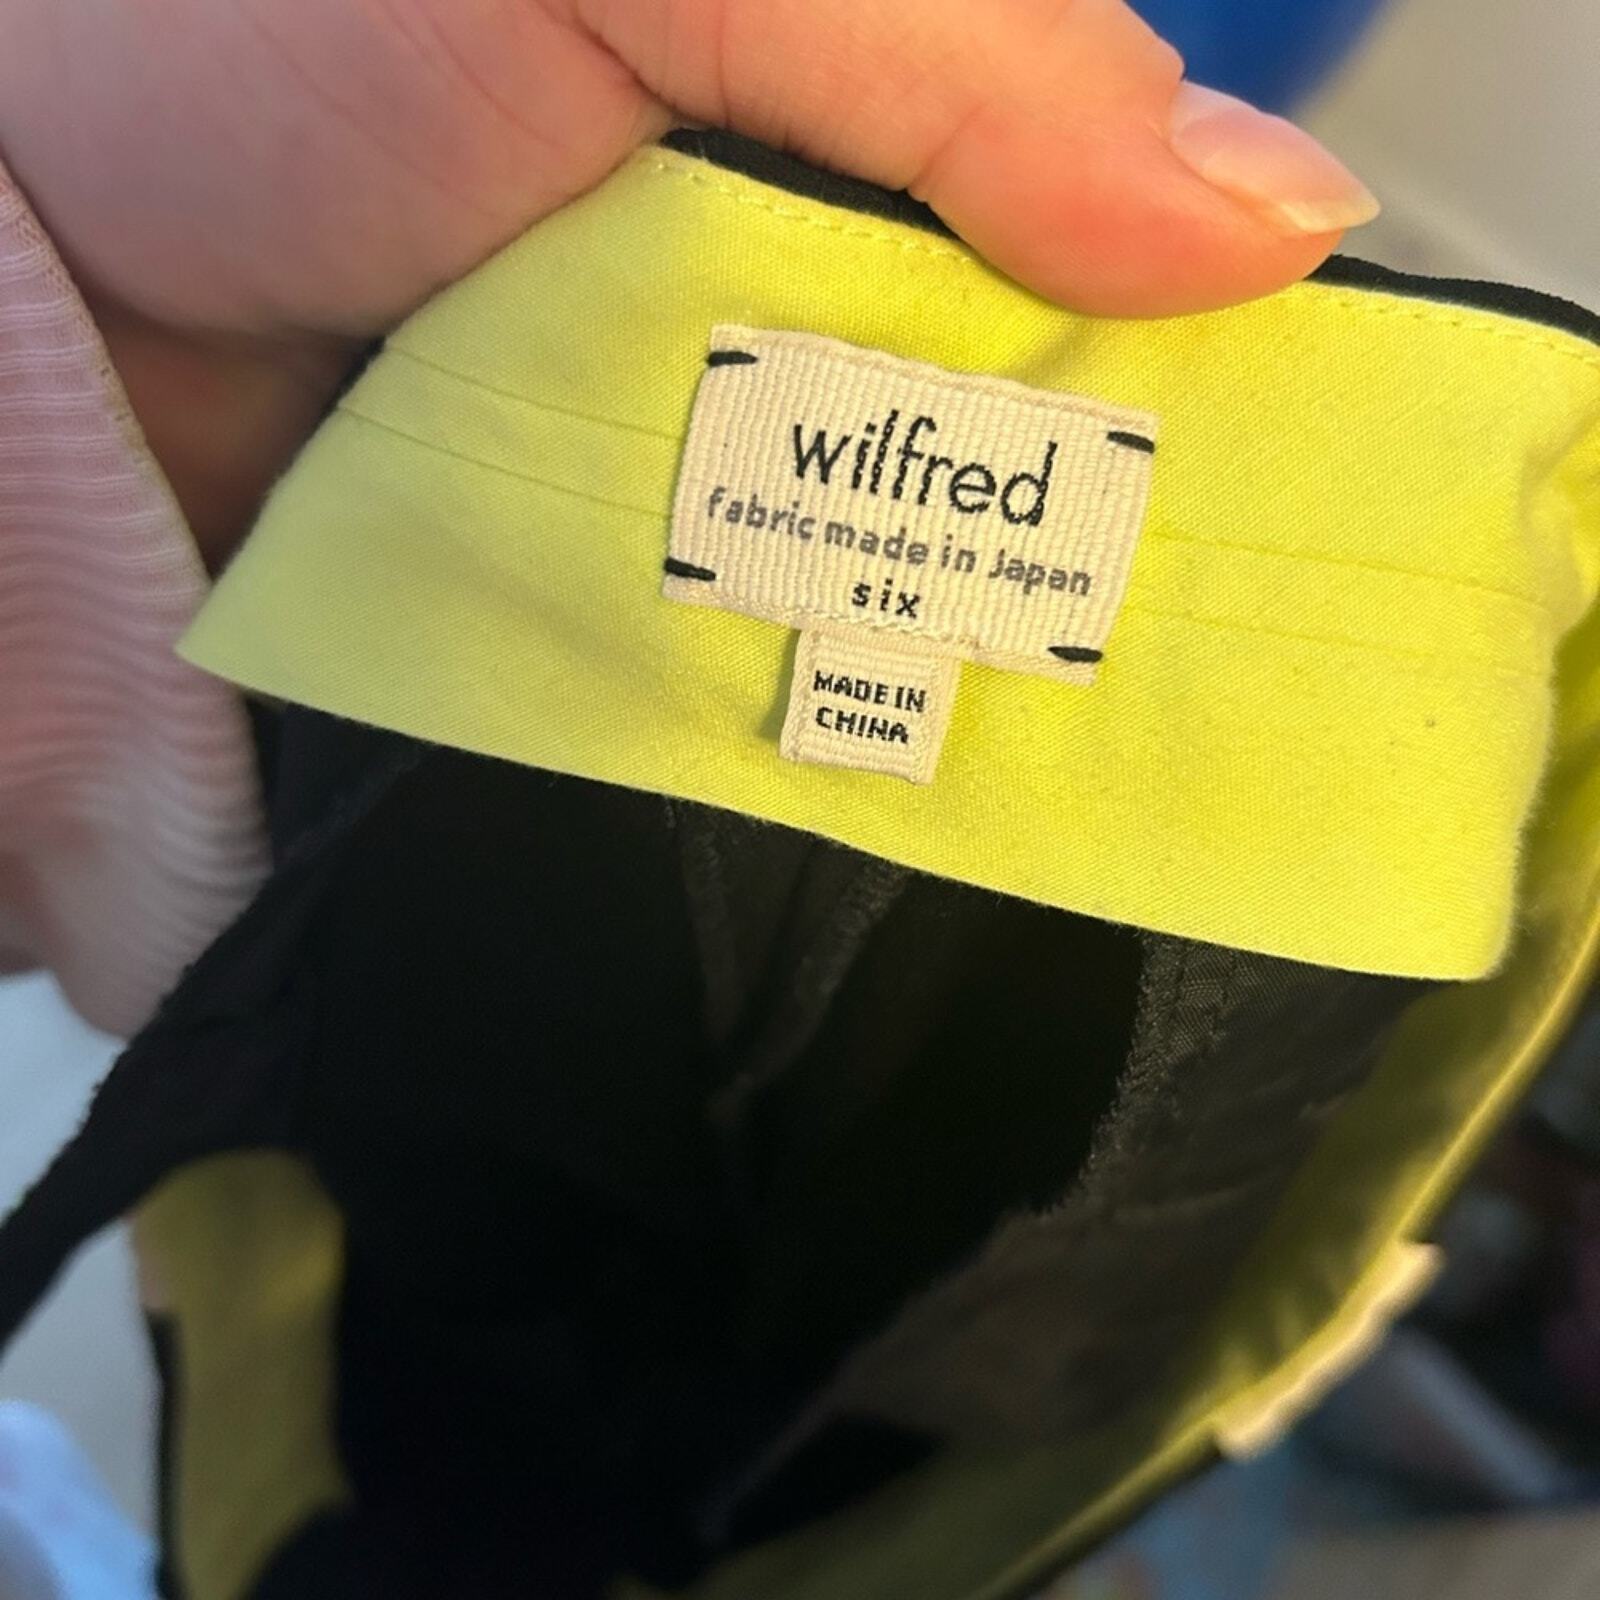 wilfred
fabric made in Japan
six
MADE IN
CHINA